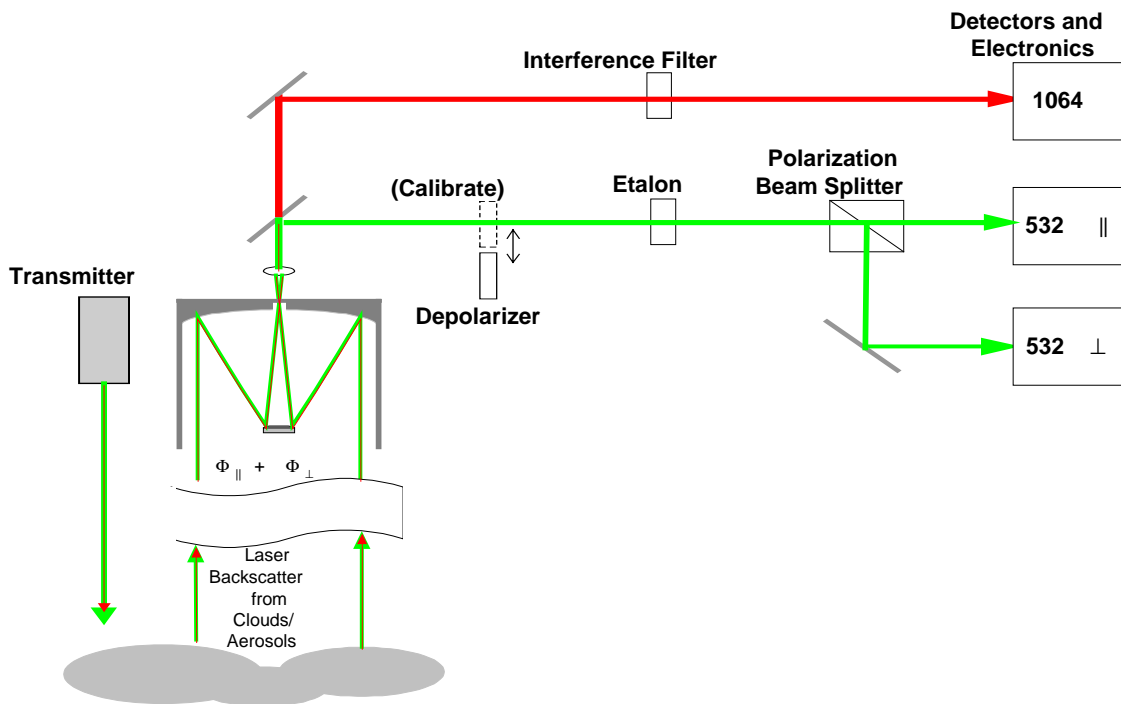 Detectors and
Electronics
Interference Filter
1064
Polarization
Beam Splitter
(Calibrate)
Etalon
532 ∥
Transmitter
Depolarizer
532 ⊥
Φ∥ + Φ⊥
Laser
Backscatter
from
Clouds/
Aerosols